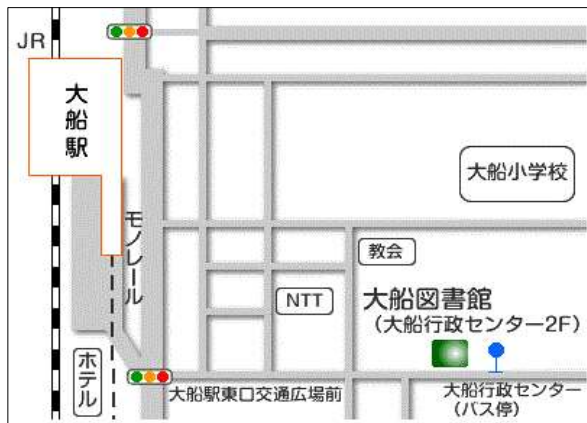 JR
大船駅
大船小学校
モノレール
教会
NTT
大船図書館
（大船行政センター2F）
ホテル
大船駅東口交通広場前
大船行政センター
（バス停）